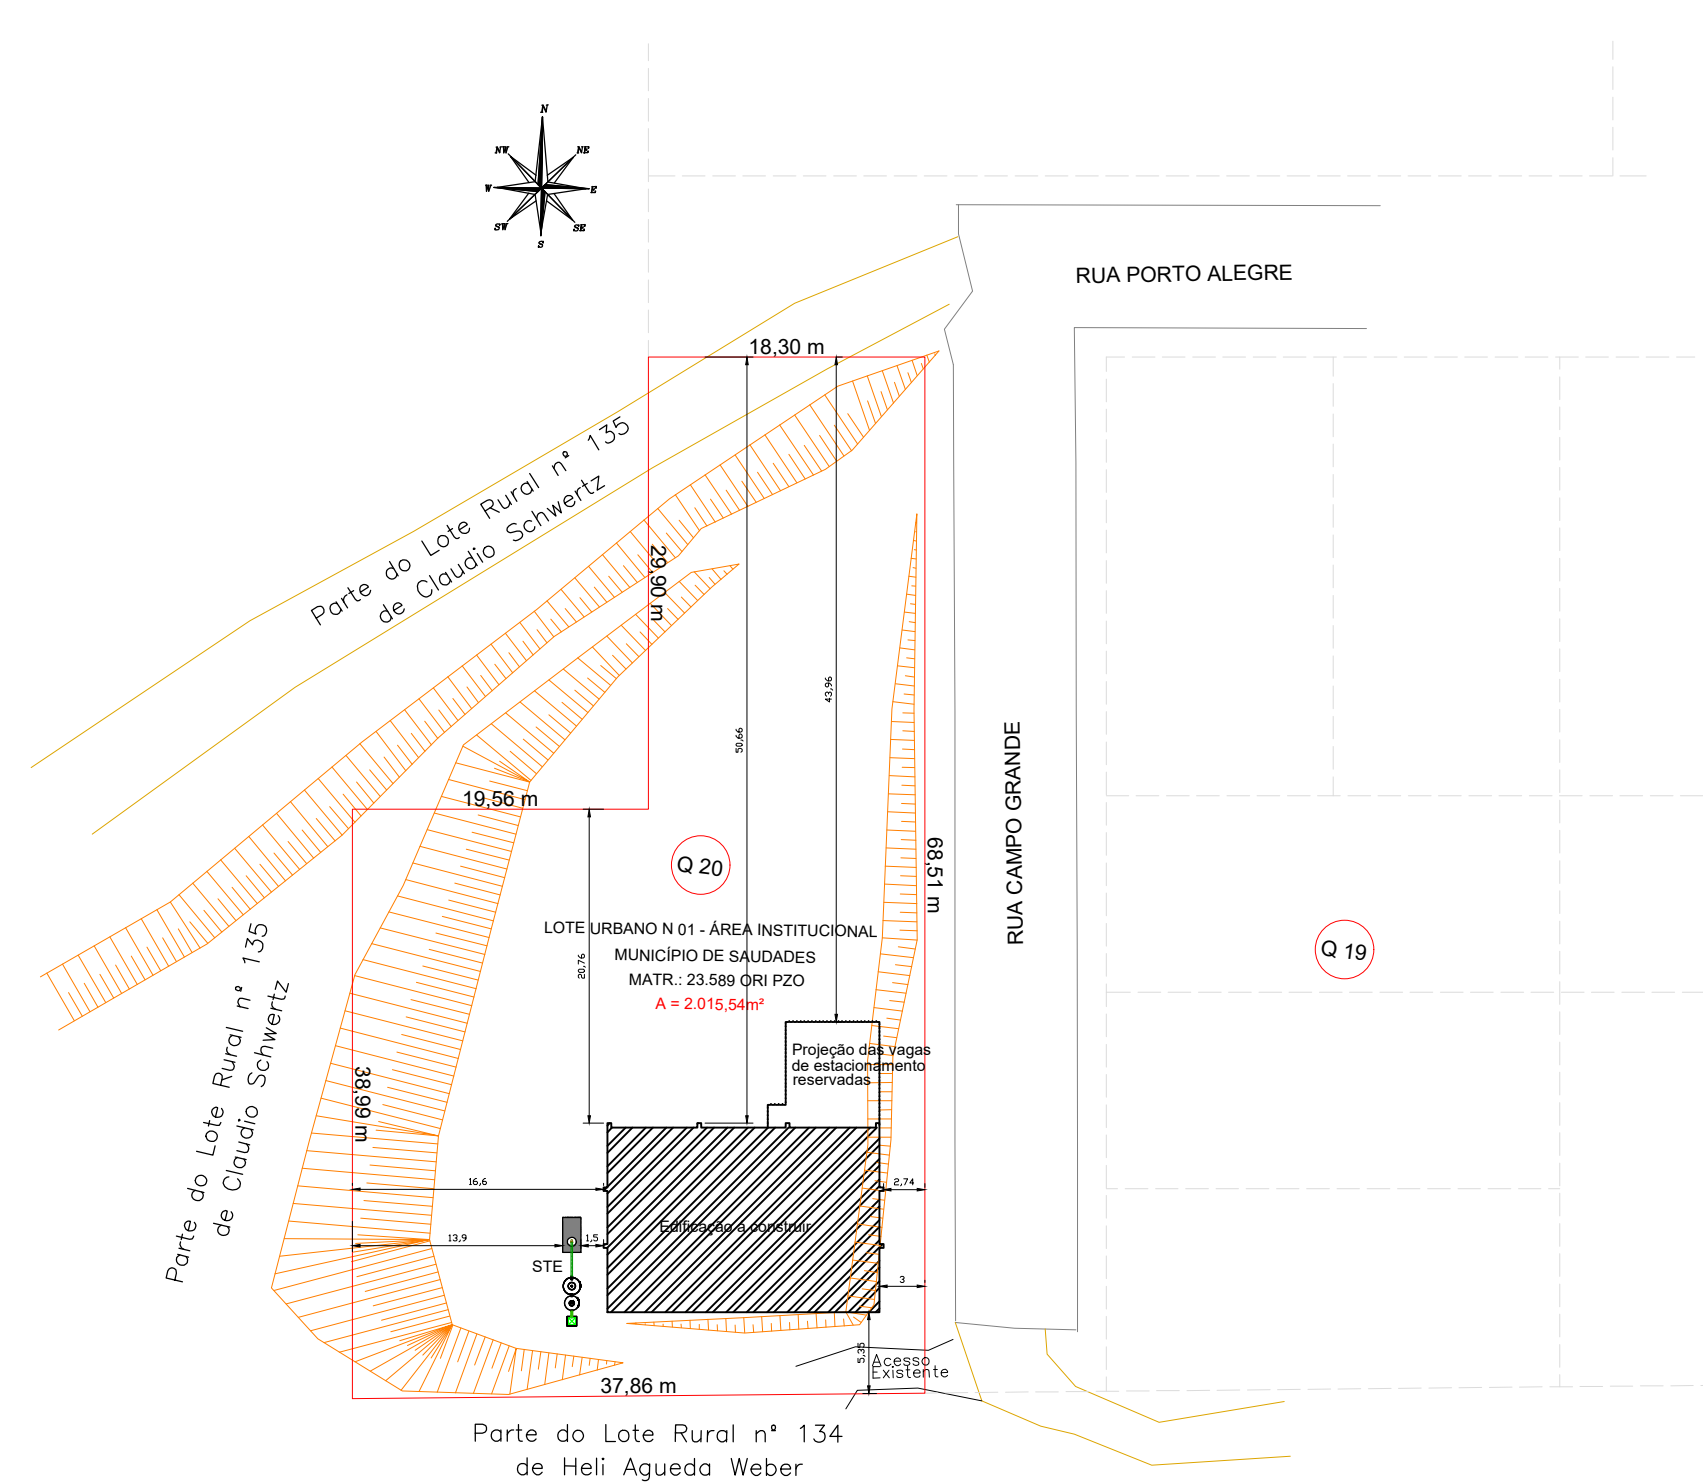 N
NW
NE
W
E
SW
SE
S
RUA PORTO ALEGRE
18,30 m
Parte do Lote Rural nº 135
de Claudio Schwertz
29,90 m
43,96
50,66
RUA CAMPO GRANDE
19,56 m
68,51 m
Q 20
LOTE URBANO N 01 - ÁREA INSTITUCIONAL
MUNICÍPIO DE SAUDADES
MATR.: 23.589 ORI PZO
A = 2.015,54m²
20,76
Q 19
Parte do Lote Rural nº 135
de Claudio Schwertz
38,99 m
Projeção das vagas
de estacionamento
reservadas
16,6
2,74
Edificação a construir
13,9
1,5
STE
3
5,35
Acesso
Existente
37,86 m
Parte do Lote Rural nº 134
de Heli Agueda Weber